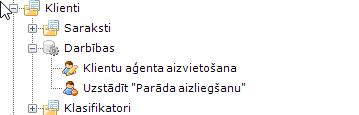 Klienti
Saraksti
Darbības
Klientu aģenta aizvietošana
Uzstādīt "Parāda aizliegšanu"
Klasifikatori